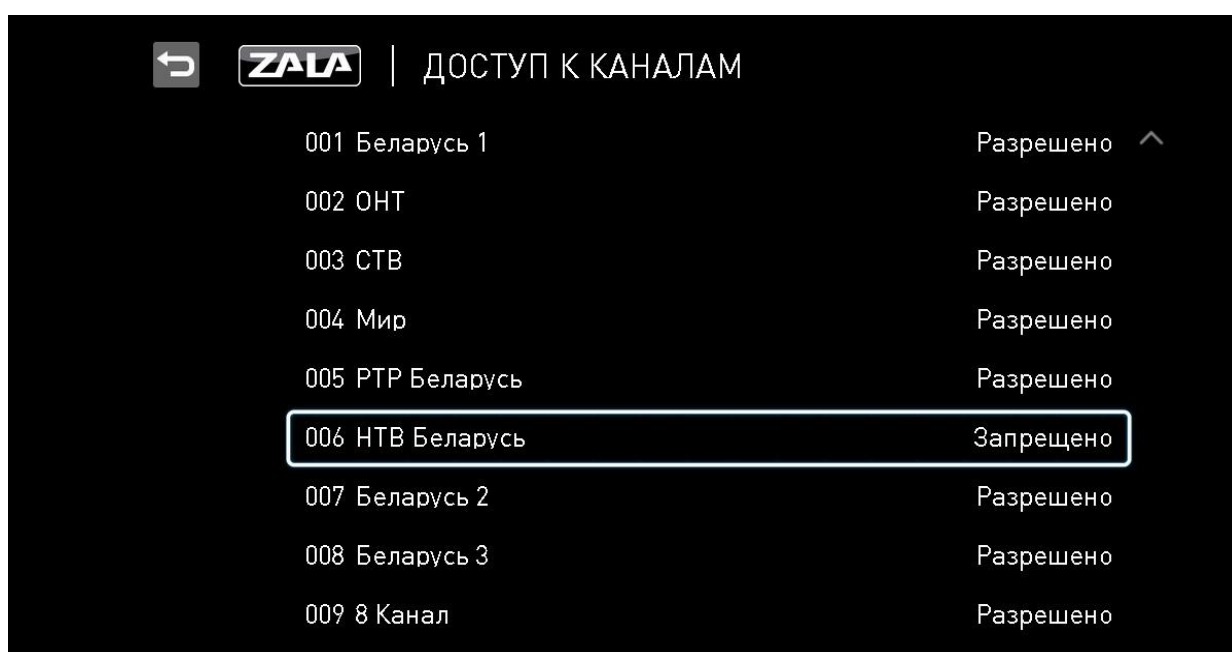 ZALA | ДОСТУП К КАНАЛАМ
001 Беларусь 1 Разрешено
002 ОНТ Разрешено
003 СТВ Разрешено
004 Мир Разрешено
005 РТР Беларусь Разрешено
006 НТВ Беларусь Запрещено
007 Беларусь 2 Разрешено
008 Беларусь 3 Разрешено
009 8 Канал Разрешено